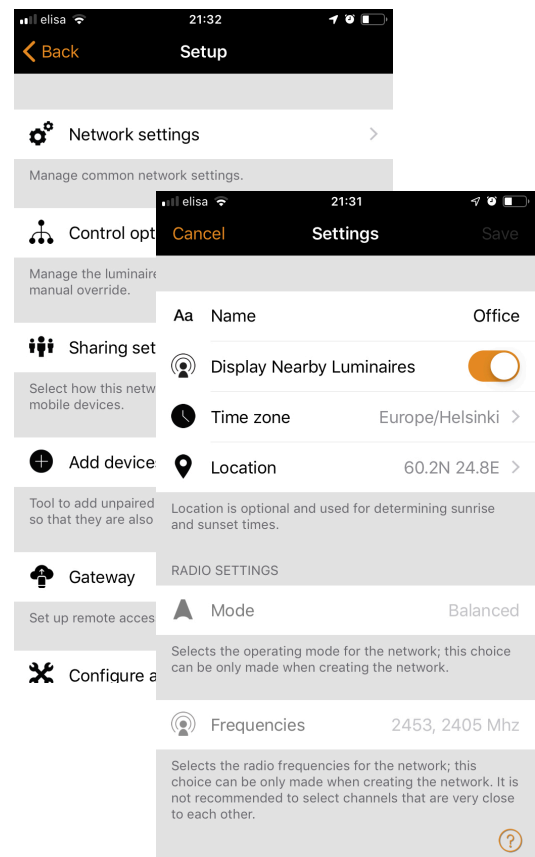 elisa 21:32
Back Setup
Network settings
Manage common network settings.
Control opt
Manage the luminaire
manual override.
Sharing set
Select how this netw
mobile devices.
Add device
Tool to add unpaired
so that they are also
Gateway
Set up remote acces
Configure a
elisa 21:31
Cancel Settings Save
Aa Name Office
Display Nearby Luminaires
Time zone Europe/Helsinki
Location 60.2N 24.8E
Location is optional and used for determining sunrise
and sunset times.
RADIO SETTINGS
Mode Balanced
Selects the operating mode for the network; this choice
can be only made when creating the network.
Frequencies 2453, 2405 Mhz
Selects the radio frequencies for the network; this
choice can be only made when creating the network. It is
not recommended to select channels that are very close
to each other.
?